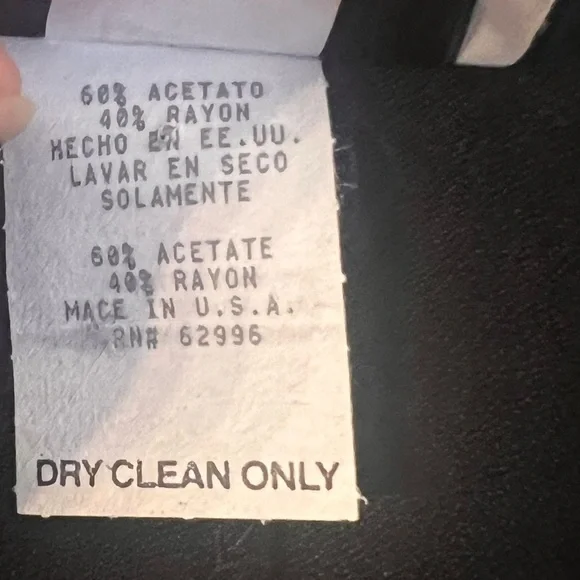 60% ACETATO
40% RAYON
HECHO EN EE.UU.
LAVAR EN SECO
SOLAMENTE
60% ACETATE
40% RAYON
MACE IN U.S.A.
RN# 62996
DRY CLEAN ONLY